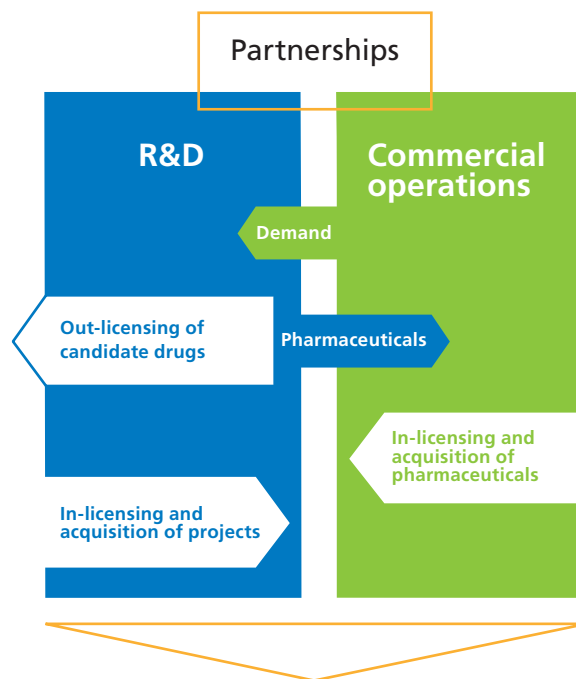 Partnerships
R&D
Commercial
operations
Demand
Out-licensing of
candidate drugs
Pharmaceuticals
In-licensing and
acquisition of
pharmaceuticals
In-licensing and
acquisition of projects